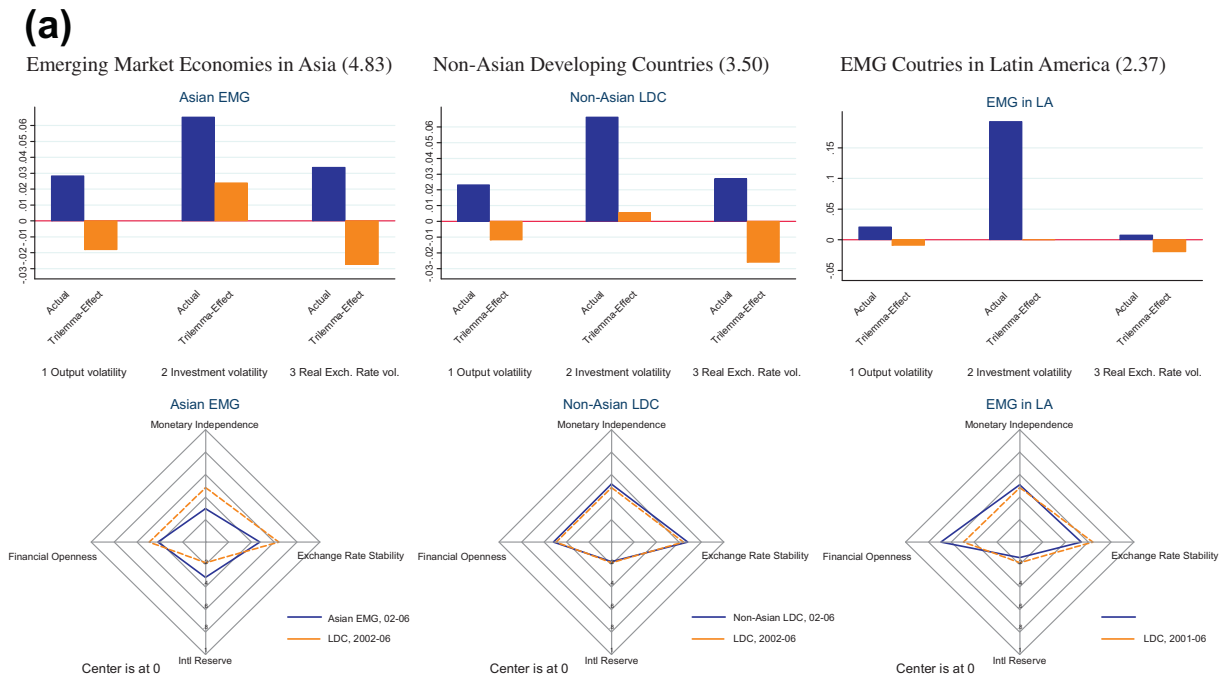 (a)
Emerging Market Economies in Asia (4.83)
Non-Asian Developing Countries (3.50)
EMG Coutries in Latin America (2.37)
Asian EMG
Non-Asian LDC
EMG in LA
-.03-.02-.01 0 .01 .02 .03 .04 .05 .06
-.03-.02-.01 0 .01 .02 .03 .04 .05 .06
-.05 0 .05 .1 .15
Actual
Trilemma-Effect
Actual
Trilemma-Effect
Actual
Trilemma-Effect
Actual
Trilemma-Effect
Actual
Trilemma-Effect
Actual
Trilemma-Effect
Actual
Trilemma-Effect
Actual
Trilemma-Effect
Actual
Trilemma-Effect
1 Output volatility
2 Investment volatility
3 Real Exch. Rate vol.
1 Output volatility
2 Investment volatility
3 Real Exch. Rate vol.
1 Output volatility
2 Investment volatility
3 Real Exch. Rate vol.
Asian EMG
Monetary Independence
Financial Openness
Exchange Rate Stability
Intl Reserve
Asian EMG, 02-06
LDC, 2002-06
Center is at 0
Non-Asian LDC
Monetary Independence
Financial Openness
Exchange Rate Stability
Intl Reserve
Non-Asian LDC, 02-06
LDC, 2002-06
Center is at 0
EMG in LA
Monetary Independence
Financial Openness
Exchange Rate Stability
Intl Reserve
LDC, 2001-06
Center is at 0